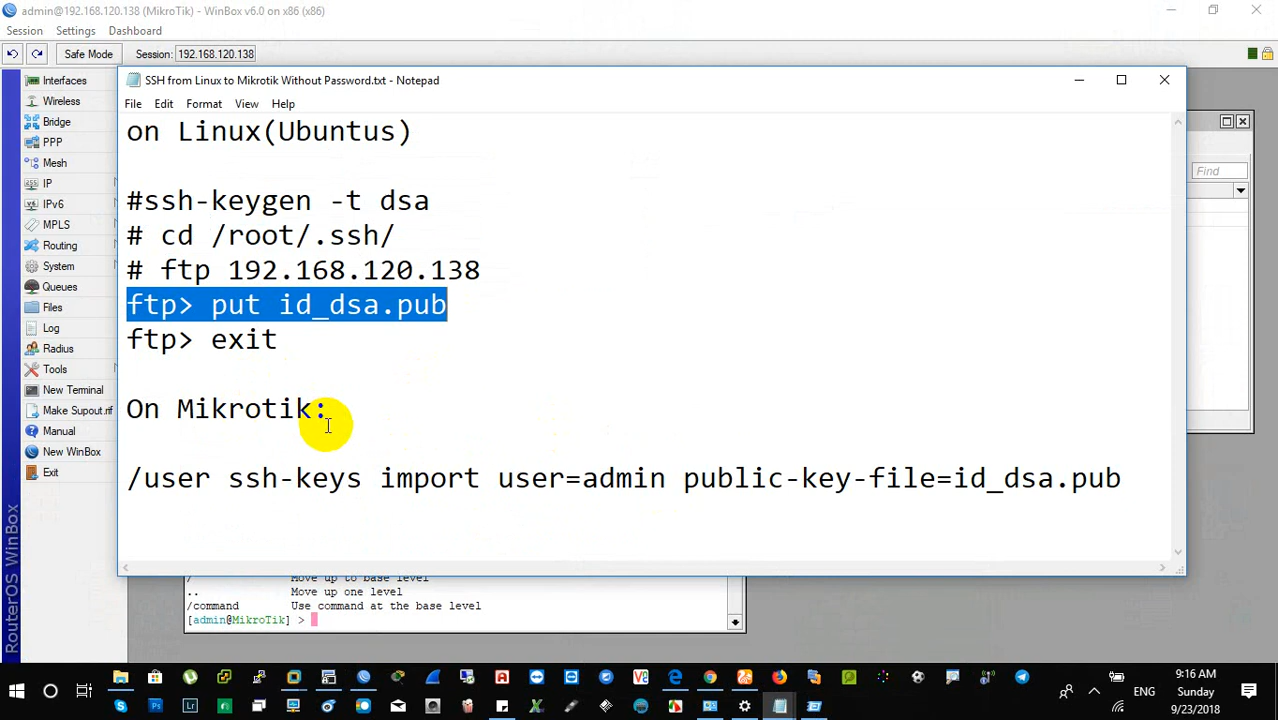 admin@192.168.120.138 (MikroTik) - WinBox v6.0 on x86 (x86)
Session Settings Dashboard
Safe Mode Session: 192.168.120.138
SSH from Linux to Mikrotik Without Password.txt - Notepad
File Edit Format View Help
on Linux(Ubuntus)
#ssh-keygen -t dsa
# cd /root/.ssh/
# ftp 192.168.120.138
ftp> put id_dsa.pub
ftp> exit
On Mikrotik:
/user ssh-keys import user=admin public-key-file=id_dsa.pub
Interfaces
Wireless
Bridge
PPP
Mesh
IP
IPv6
MPLS
Routing
System
Queues
Files
Log
Radius
Tools
New Terminal
Make Supout.rif
Manual
New WinBox
Exit
RouterOS WinBox
Find
/ Move up to base level
.. Move up one level
/command Use command at the base level
[admin@MikroTik] >
ENG
9:16 AM
Sunday
9/23/2018